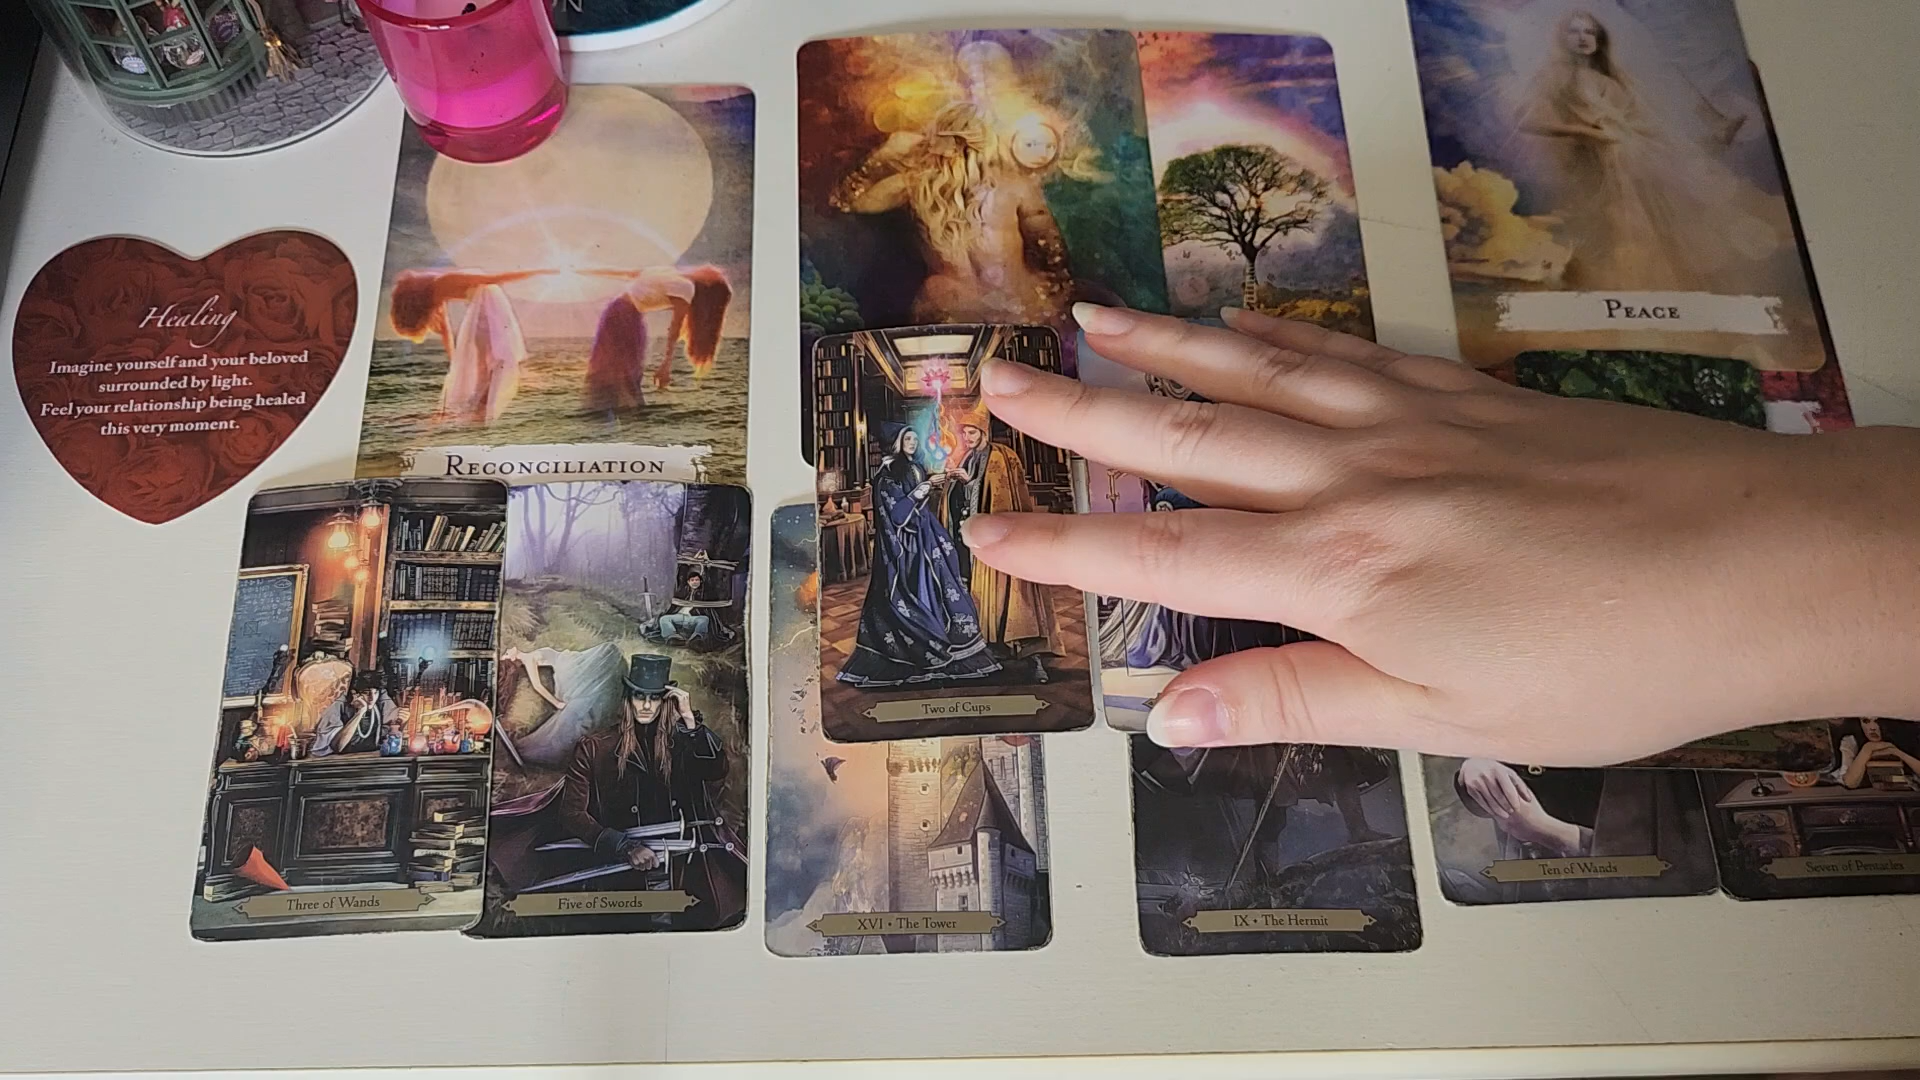 Healing
Imagine yourself and your beloved
surrounded by light.
Feel your relationship being healed
this very moment.
Reconciliation
Peace
Two of Cups
Three of Wands
Five of Swords
XVI • The Tower
IX • The Hermit
Ten of Wands
Seven of Pentacles